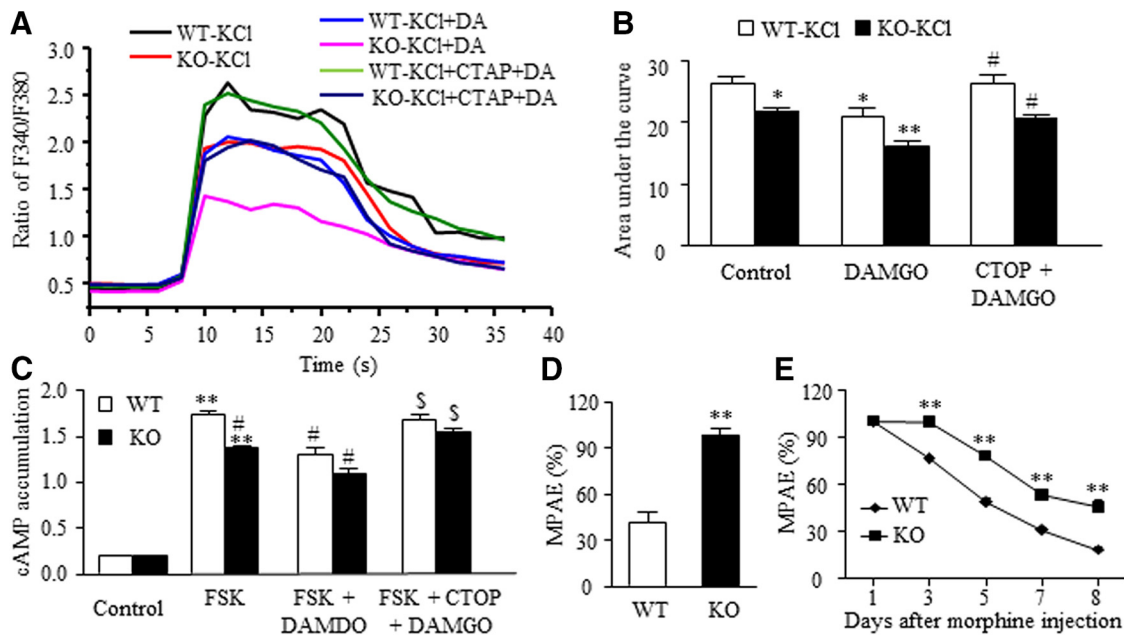 A
WT-KCl
KO-KCl
WT-KCl+DA
KO-KCl+DA
WT-KCl+CTAP+DA
KO-KCl+CTAP+DA
Ratio of F340/F380
3.0
2.5
2.0
1.5
1.0
0.5
0 5 10 15 20 25 30 35 40
Time (s)
B
WT-KCl KO-KCl
Area under the curve
30
20
10
0
* * ** # #
Control DAMGO CTOP +
DAMGO
C
WT
KO
cAMP accumulation
2.0
1.5
1.0
0.5
0.0
** # ** # # $ $
Control FSK FSK + FSK + CTOP
DAMDO + DAMGO
D
MPAE (%)
120
90
60
30
0
**
WT KO
E
MPAE (%)
120
90
60
30
0
** ** ** **
WT
KO
1 3 5 7 8
Days after morphine injection